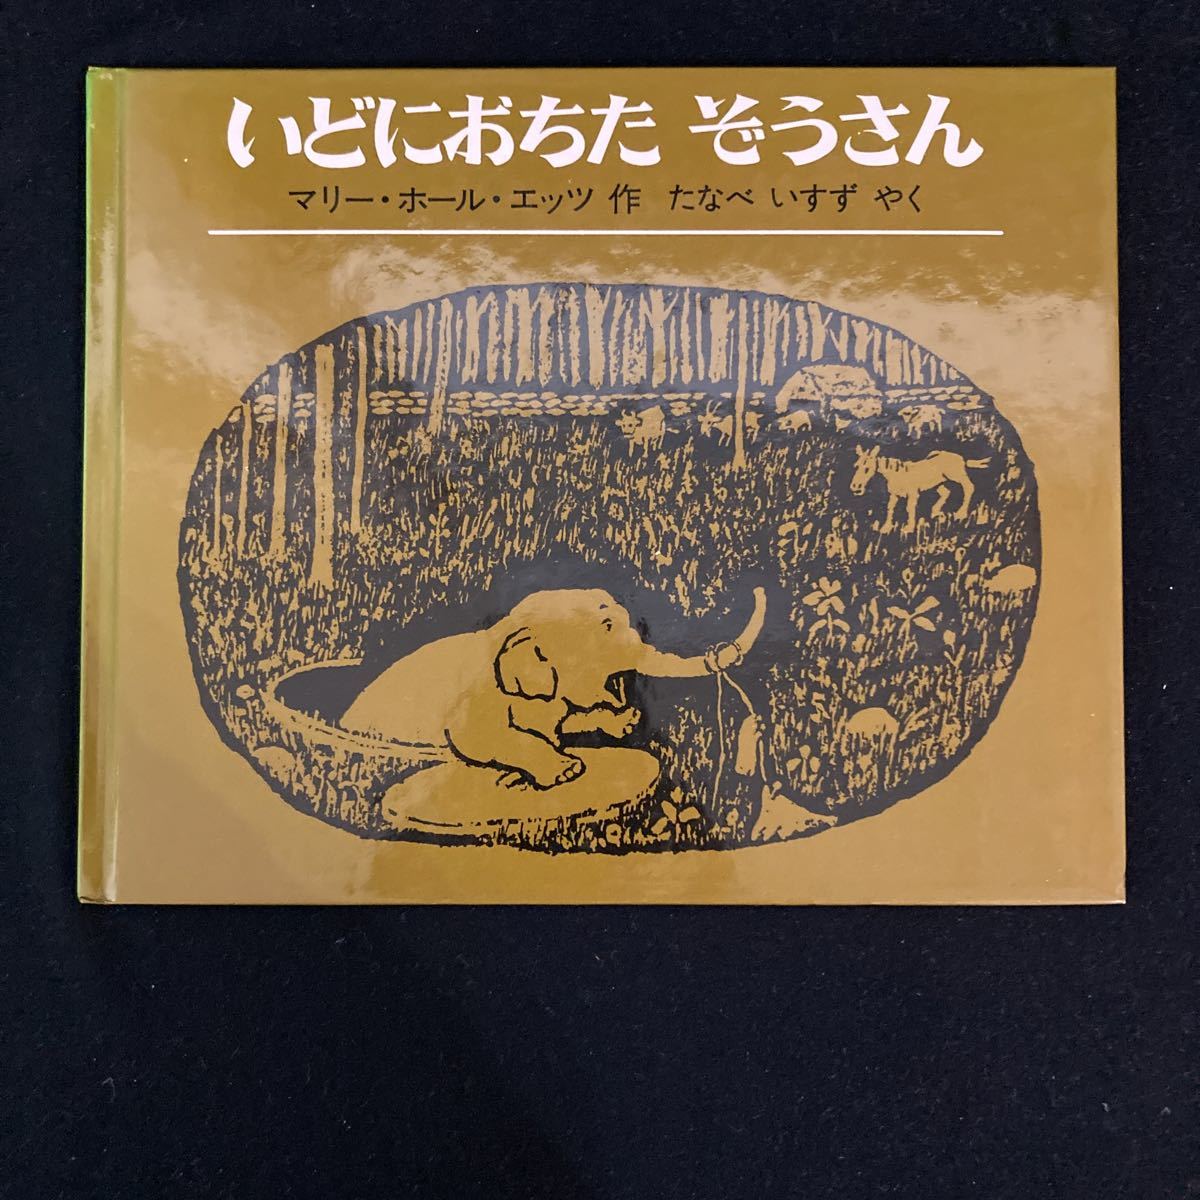 いどにおちた ぞうさん
マリー・ホール・エッツ 作 たなべ いすず やく